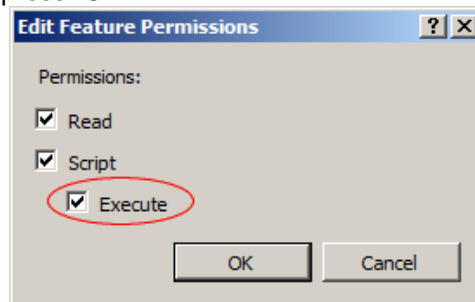 Edit Feature Permissions ? X
Permissions:
Read
Script
Execute
OK Cancel